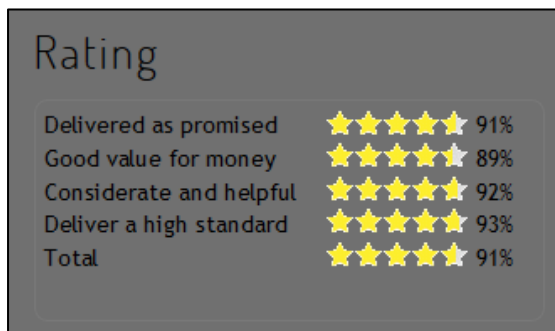 Rating
Delivered as promised 91%
Good value for money 89%
Considerate and helpful 92%
Deliver a high standard 93%
Total 91%